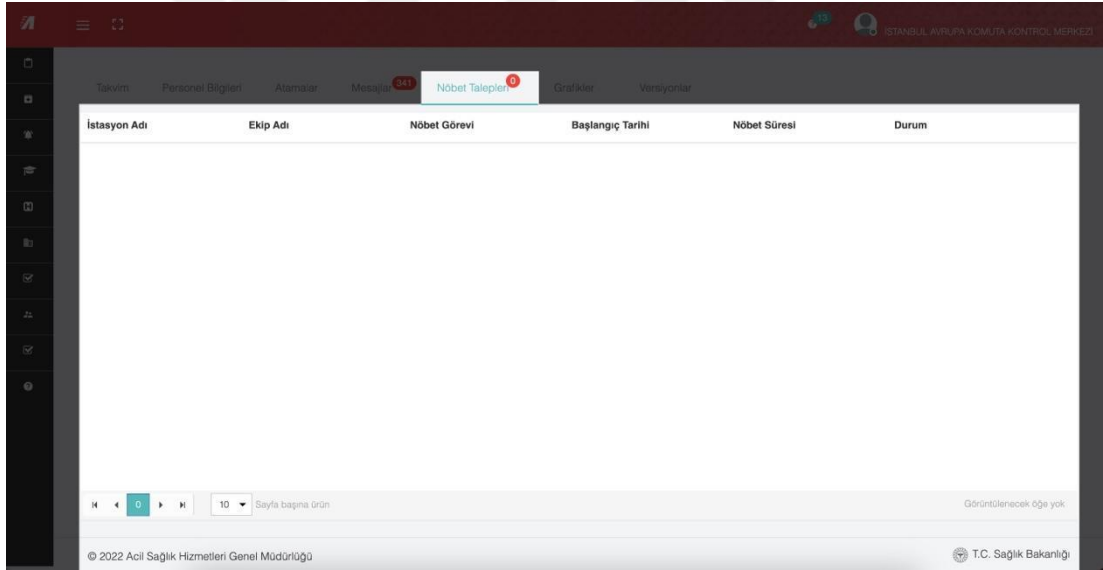 13
İSTANBUL AVRUPA KOMUTA KONTROL MERKEZİ
Takvim Personel Bilgileri Atamalar Mesajlar 341 Nöbet Talepleri 0 Grafikler Versiyonlar
İstasyon Adı Ekip Adı Nöbet Görevi Başlangıç Tarihi Nöbet Süresi Durum
0 10 Sayfa başına ürün Görüntülenecek öğe yok
© 2022 Acil Sağlık Hizmetleri Genel Müdürlüğü T.C. Sağlık Bakanlığı